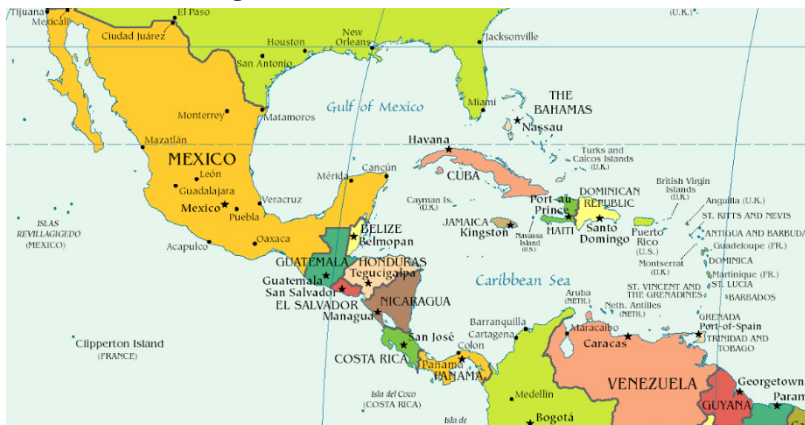 Tijuana
Mexicali
El Paso
Ciudad Juárez
San Antonio
Houston
New
Orleans
Jacksonville
(U.K.)
Monterrey
Matamoros
Gulf of Mexico
Miami
THE
BAHAMAS
Nassau
Mazatlán
MEXICO
León
Guadalajara
Mexico
Puebla
Veracruz
Mérida
Cancún
Havana
CUBA
Turks and
Caicos Islands
(U.K.)
Cayman Is.
(U.K.)
ISLAS
REVILLAGIGEDO
(MEXICO)
Acapulco
Oaxaca
BELIZE
Belmopan
JAMAICA
Kingston
Navassa
Island
(U.S.)
Port-au
Prince
HAITI
DOMINICAN
REPUBLIC
Santo
Domingo
Puerto
Rico
(U.S.)
British Virgin
Islands
(U.K.)
Anguilla (U.K.)
ST. KITTS AND NEVIS
ANTIGUA AND BARBUDA
Guadeloupe (FR.)
Montserrat
(U.K.)
DOMINICA
Martinique (FR.)
ST. LUCIA
ST. VINCENT AND
THE GRENADINES
BARBADOS
GUATEMALA
Guatemala
HONDURAS
Tegucigalpa
San Salvador
EL SALVADOR
NICARAGUA
Managua
Caribbean Sea
Aruba
(NETH.)
Neth. Antilles
(NETH.)
GRENADA
Port-of-Spain
TRINIDAD AND
TOBAGO
Clipperton Island
(FRANCE)
San José
COSTA RICA
Colon
Panama
PANAMA
Barranquilla
Cartagena
Maracaibo
Caracas
VENEZUELA
Georgetown
GUYANA
Param
Isla del Coco
(COSTA RICA)
Medellín
Isla de
Bogotá